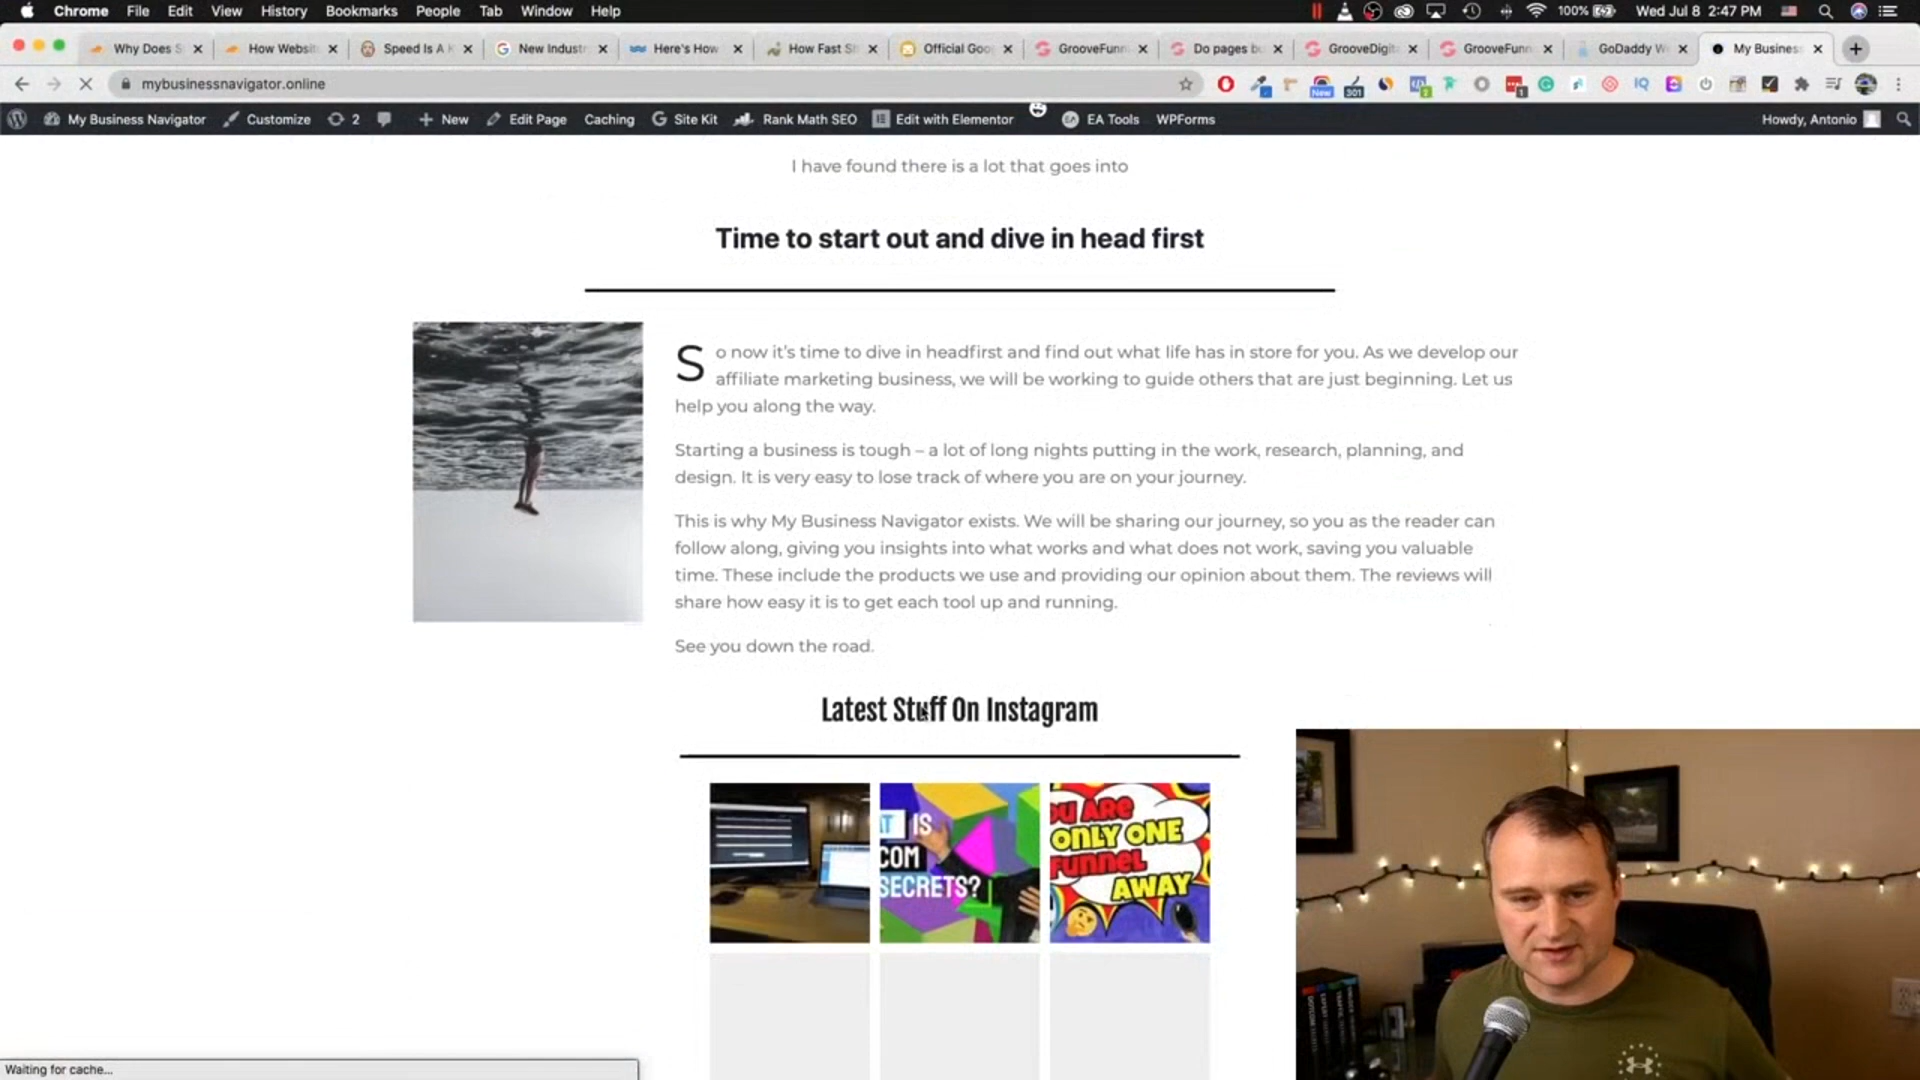 Chrome File Edit View History Bookmarks People Tab Window Help 100% Wed Jul 8 2:47 PM
Why Does S How Websit Speed Is A K New Industr Here's How How Fast Sh Official Goo GrooveFunn Do pages bu GrooveDigit GrooveFunn GoDaddy W My Business
mybusinessnavigator.online
My Business Navigator Customize 2 New Edit Page Caching Site Kit Rank Math SEO Edit with Elementor EA Tools WPForms Howdy, Antonio
I have found there is a lot that goes into
Time to start out and dive in head first
So now it's time to dive in headfirst and find out what life has in store for you. As we develop our
affiliate marketing business, we will be working to guide others that are just beginning. Let us
help you along the way.
Starting a business is tough – a lot of long nights putting in the work, research, planning, and
design. It is very easy to lose track of where you are on your journey.
This is why My Business Navigator exists. We will be sharing our journey, so you as the reader can
follow along, giving you insights into what works and what does not work, saving you valuable
time. These include the products we use and providing our opinion about them. The reviews will
share how easy it is to get each tool up and running.
See you down the road.
Latest Stuff On Instagram
IS
COM
SECRETS?
OU ARE
ONLY ONE
FUNNEL
AWAY
Waiting for cache...